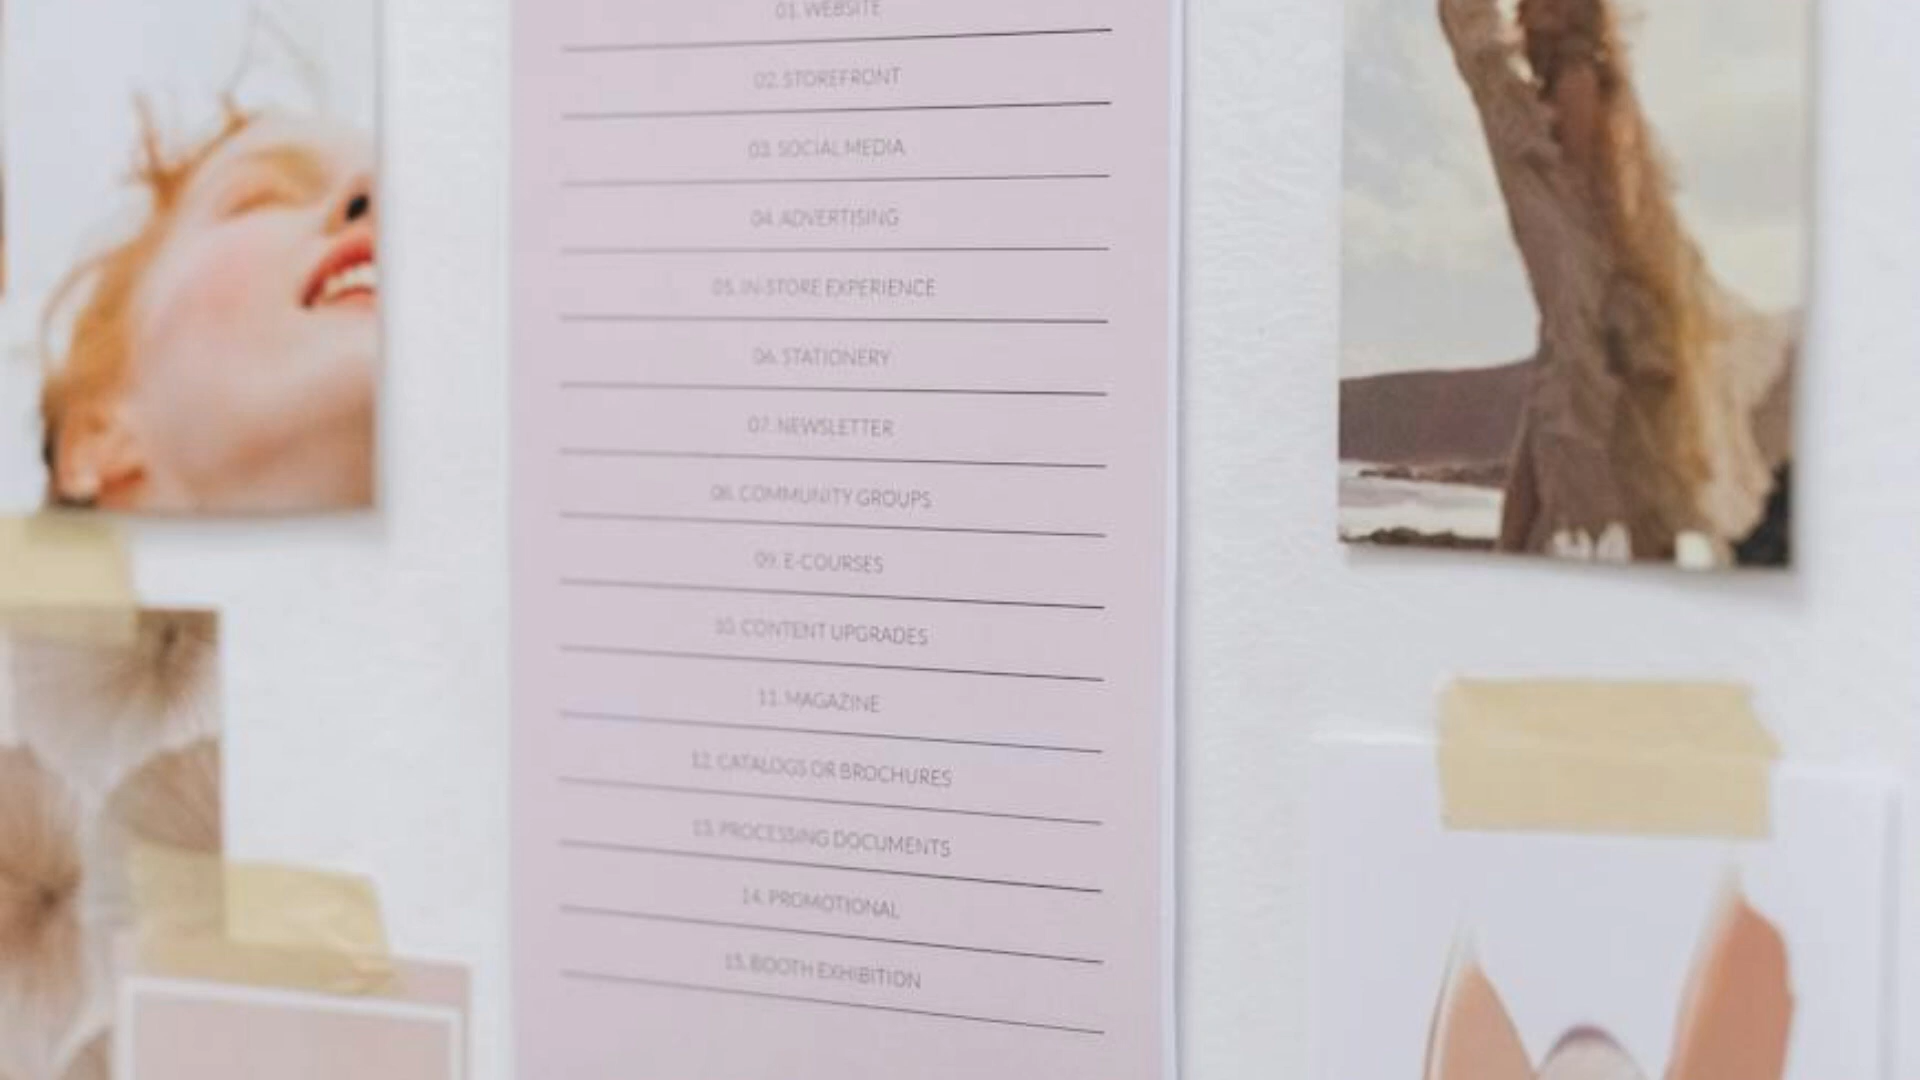 01. WEBSITE
02. STOREFRONT
03. SOCIAL MEDIA
04. ADVERTISING
05. IN-STORE EXPERIENCE
06. STATIONERY
07. NEWSLETTER
08. COMMUNITY GROUPS
09. E-COURSES
10. CONTENT UPGRADES
11. MAGAZINE
12. CATALOGS OR BROCHURES
13. PROCESSING DOCUMENTS
14. PROMOTIONAL
15. BOOTH EXHIBITION